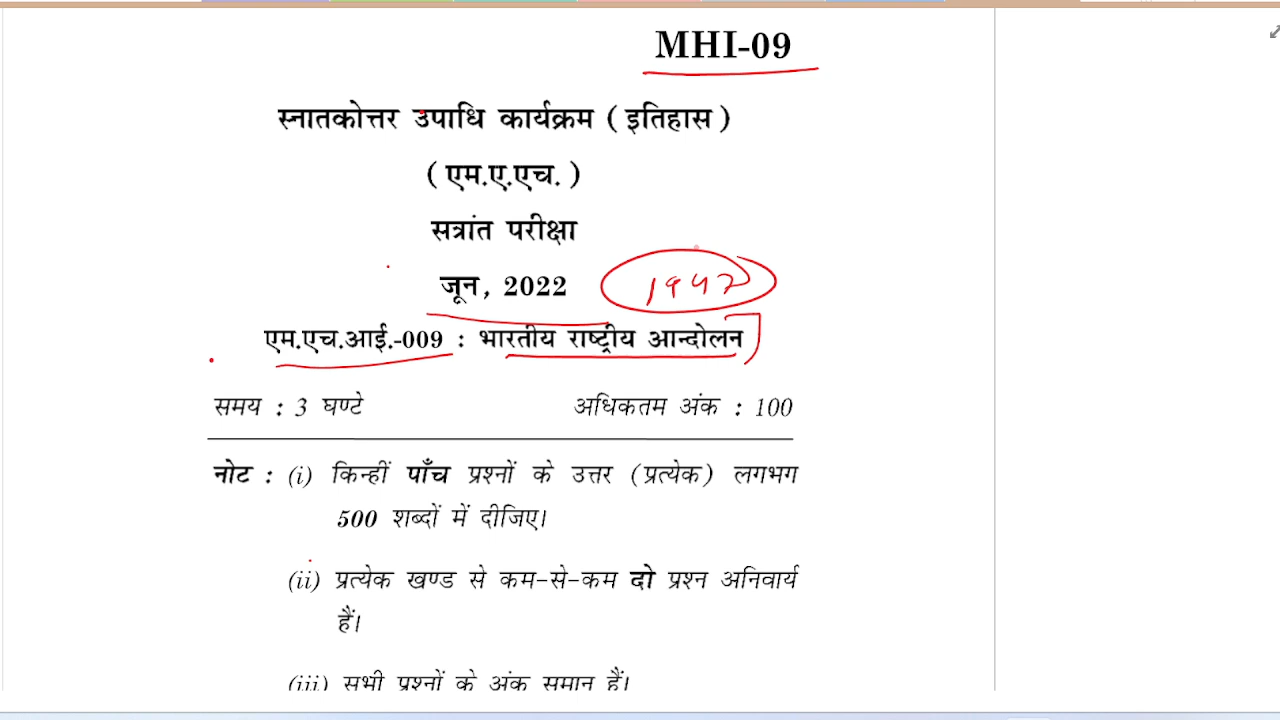 MHI-09
स्नातकोत्तर उपाधि कार्यक्रम (इतिहास)
(एम.ए.एच.)
सत्रांत परीक्षा
जून, 2022 1942
एम.एच.आई.-009 : भारतीय राष्ट्रीय आन्दोलन
समय : 3 घण्टे अधिकतम अंक : 100
नोट : (i) किन्हीं पाँच प्रश्नों के उत्तर (प्रत्येक) लगभग
500 शब्दों में दीजिए।
(ii) प्रत्येक खण्ड से कम-से-कम दो प्रश्न अनिवार्य
हैं।
(iii) सभी प्रश्नों के अंक समान हैं।